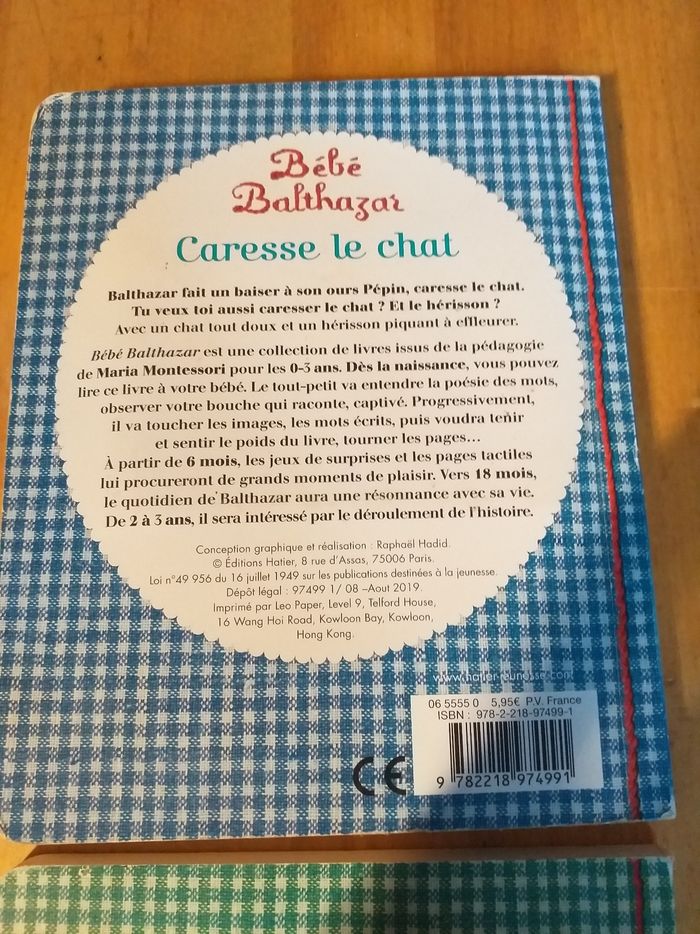 Bébé
Balthazar
Caresse le chat
Balthazar fait un baiser à son ours Pépin, caresse le chat.
Tu veux toi aussi caresser le chat ? Et le hérisson ?
Avec un chat tout doux et un hérisson piquant à effleurer.
Bébé Balthazar est une collection de livres issus de la pédagogie
de Maria Montessori pour les 0-3 ans. Dès la naissance, vous pouvez
lire ce livre à votre bébé. Le tout-petit va entendre la poésie des mots,
observer votre bouche qui raconte, captivé. Progressivement,
il va toucher les images, les mots écrits, puis voudra tenir
et sentir le poids du livre, tourner les pages...
À partir de 6 mois, les jeux de surprises et les pages tactiles
lui procureront de grands moments de plaisir. Vers 18 mois,
le quotidien de Balthazar aura une résonnance avec sa vie.
De 2 à 3 ans, il sera intéressé par le déroulement de l'histoire.
Conception graphique et réalisation : Raphaël Hadid.
© Éditions Hatier, 8 rue d'Assas, 75006 Paris.
Loi n°49 956 du 16 juillet 1949 sur les publications destinées à la jeunesse.
Dépôt légal : 97499 1/ 08 –Aout 2019.
Imprimé par Leo Paper, Level 9, Telford House,
16 Wang Hoi Road, Kowloon Bay, Kowloon,
Hong Kong.
www.hatier-jeunesse.com
06 5555 0 5,95€ P.V. France
ISBN : 978-2-218-97499-1
CE
9 782218 974991